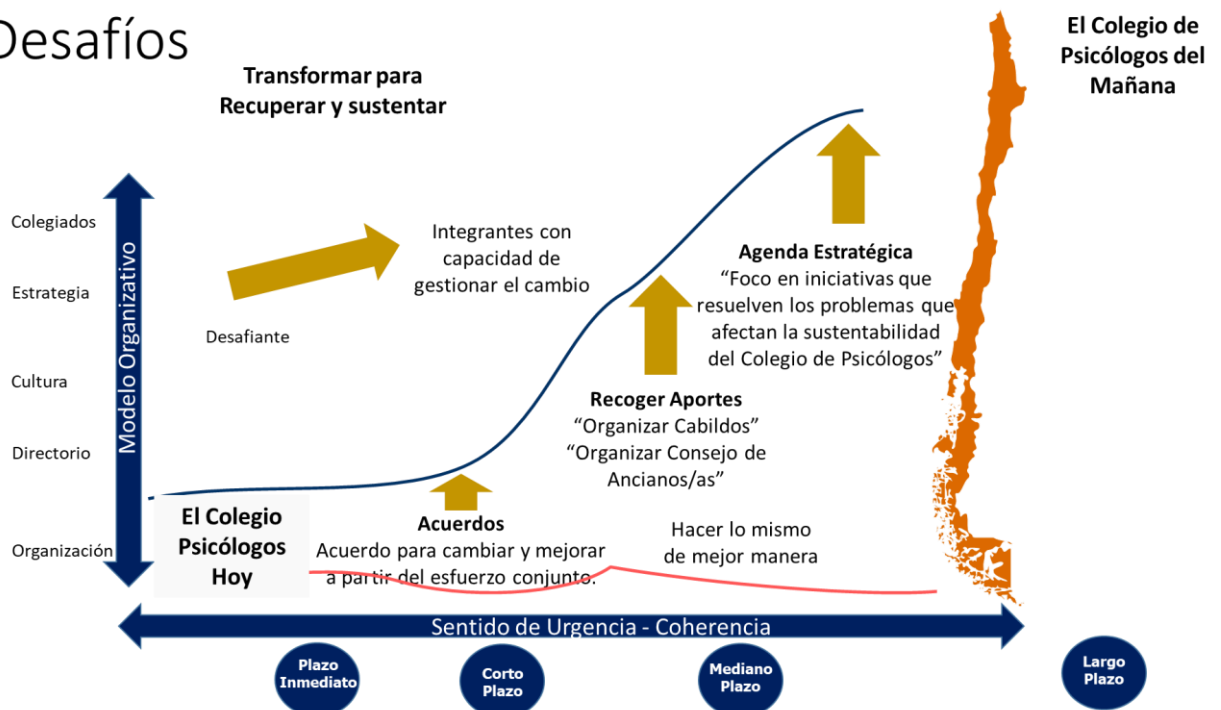 Desafíos
Transformar para
Recuperar y sustentar
El Colegio de
Psicólogos del
Mañana
Colegiados
Estrategia
Cultura
Directorio
Organización
Modelo Organizativo
Desafiante
Integrantes con
capacidad de
gestionar el cambio
Agenda Estratégica
“Foco en iniciativas que
resuelven los problemas que
afectan la sustentabilidad
del Colegio de Psicólogos”
Recoger Aportes
“Organizar Cabildos”
“Organizar Consejo de
Ancianos/as”
El Colegio
Psicólogos
Hoy
Acuerdos
Acuerdo para cambiar y mejorar
a partir del esfuerzo conjunto.
Hacer lo mismo
de mejor manera
Sentido de Urgencia - Coherencia
Plazo
Inmediato
Corto
Plazo
Mediano
Plazo
Largo
Plazo